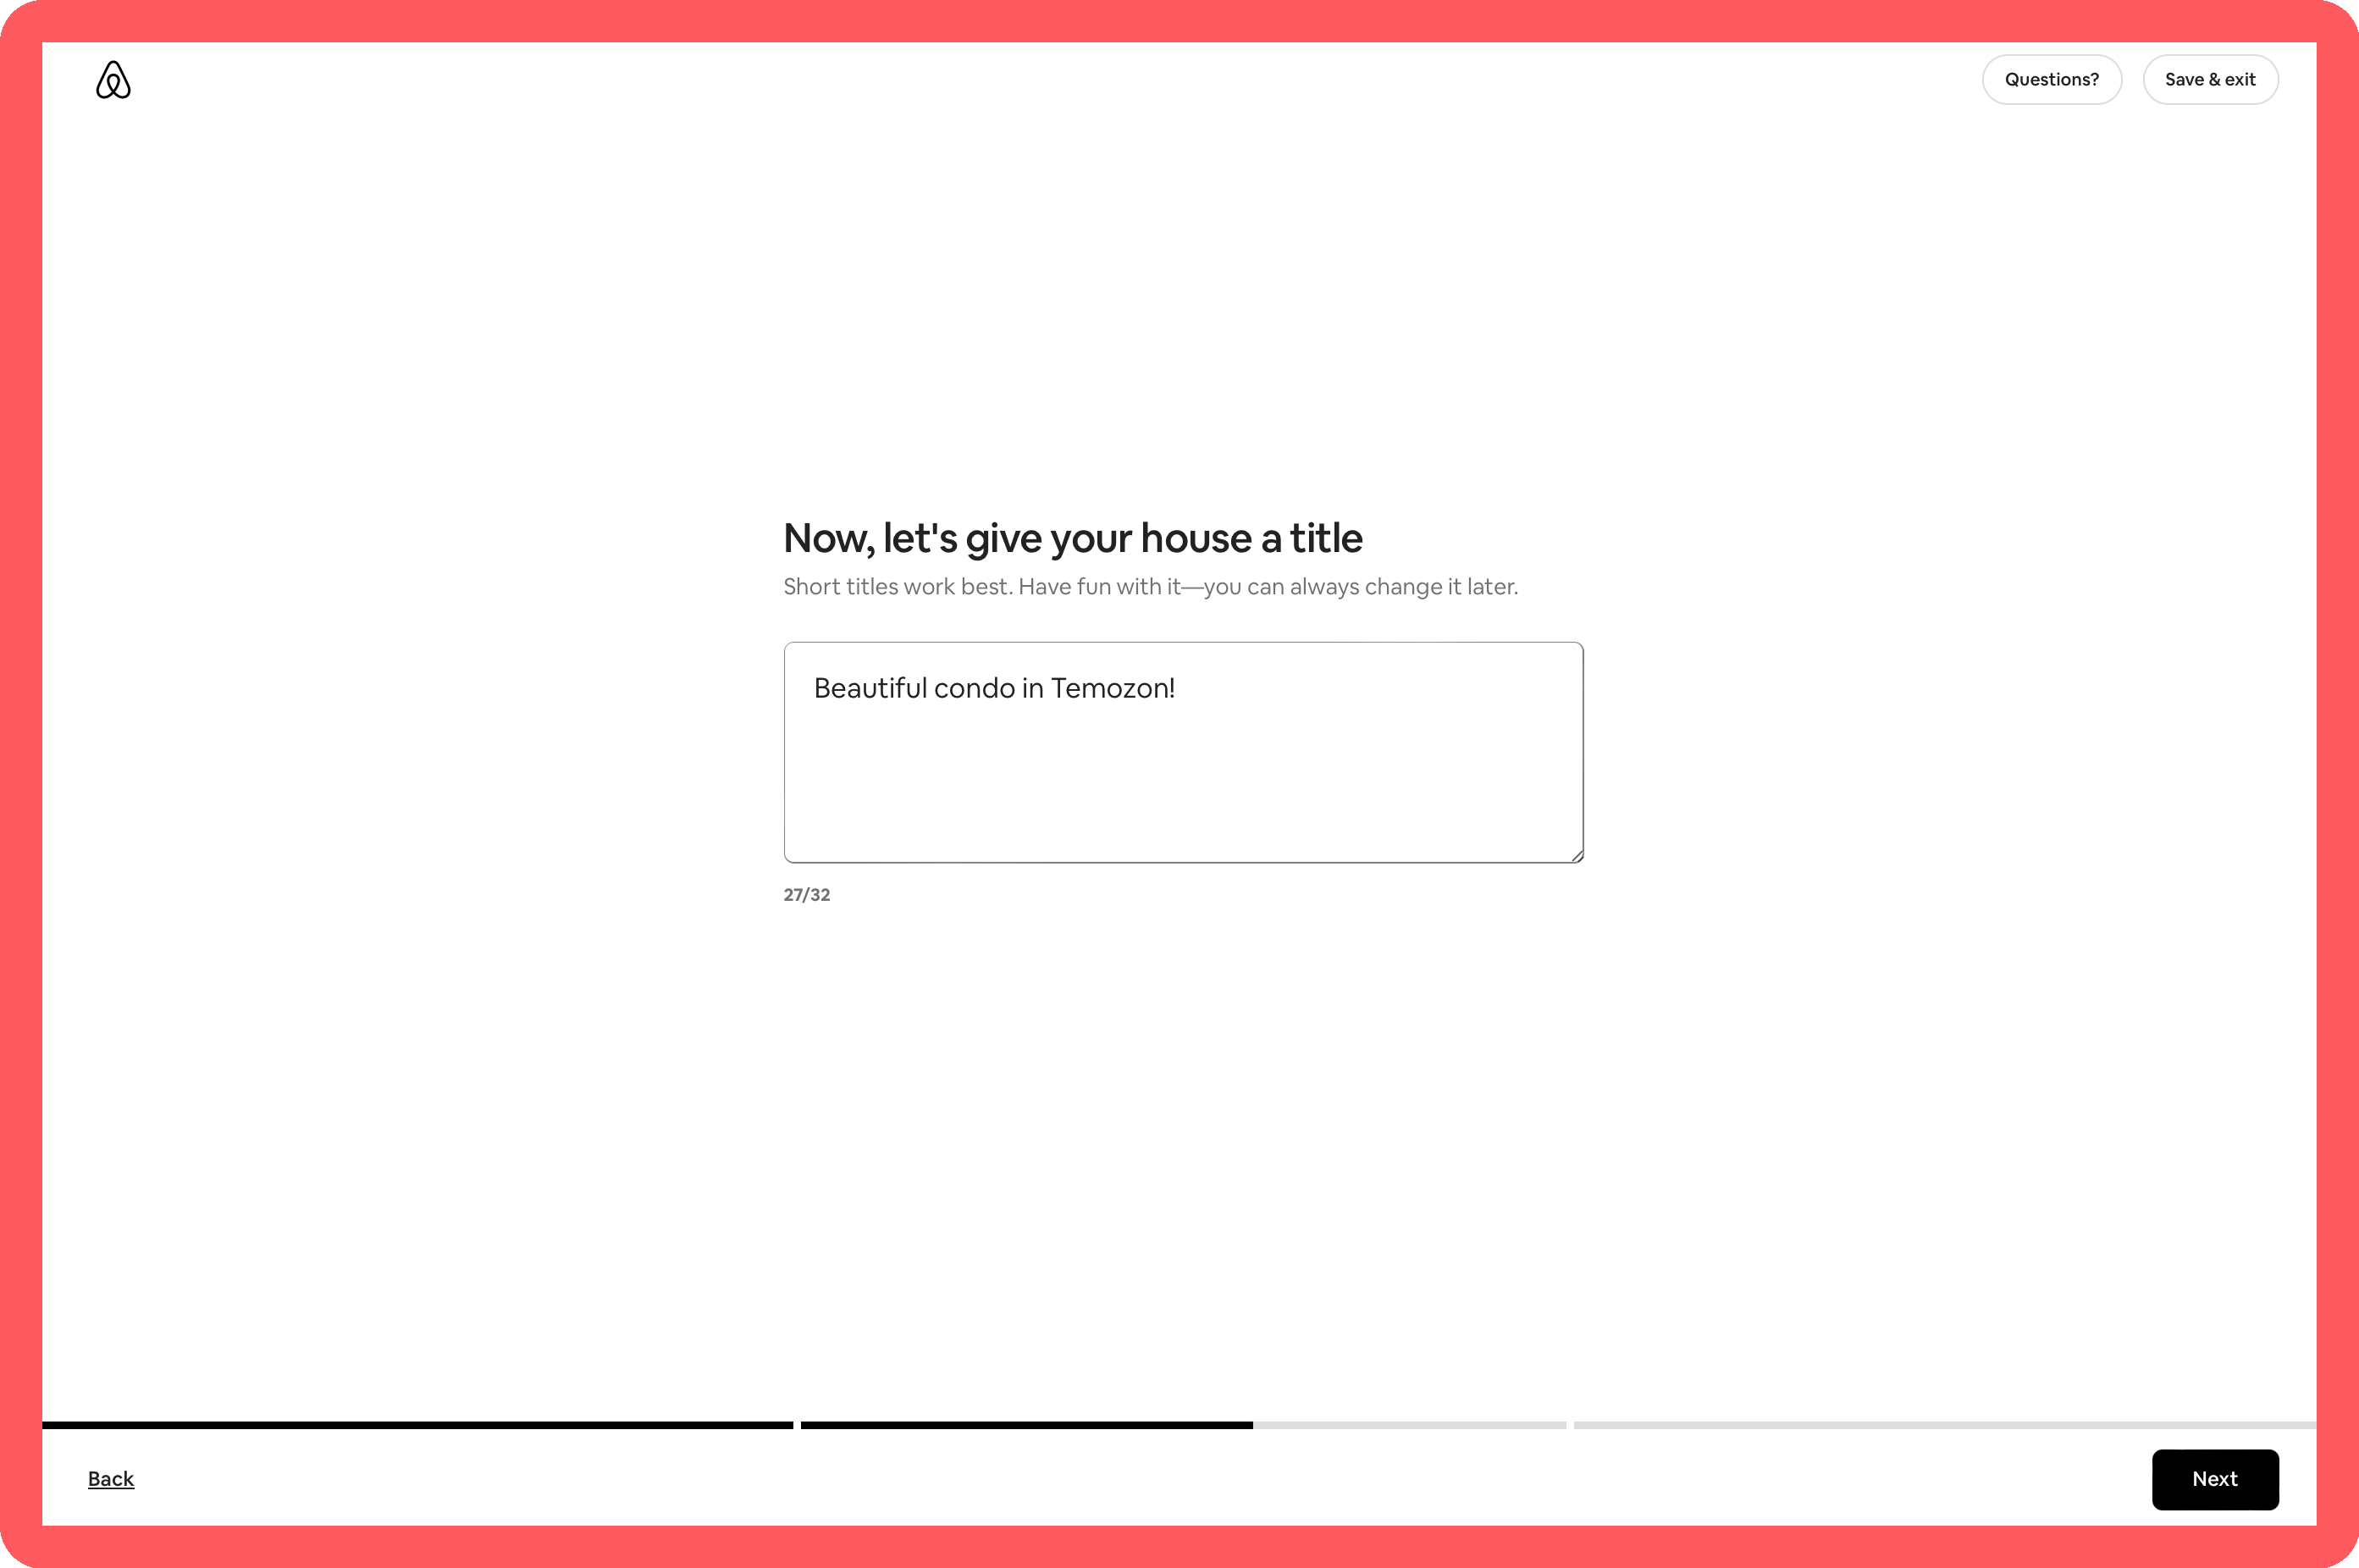 Questions?
Save & exit
Now, let's give your house a title
Short titles work best. Have fun with it—you can always change it later.
Beautiful condo in Temozon!
27/32
Back
Next